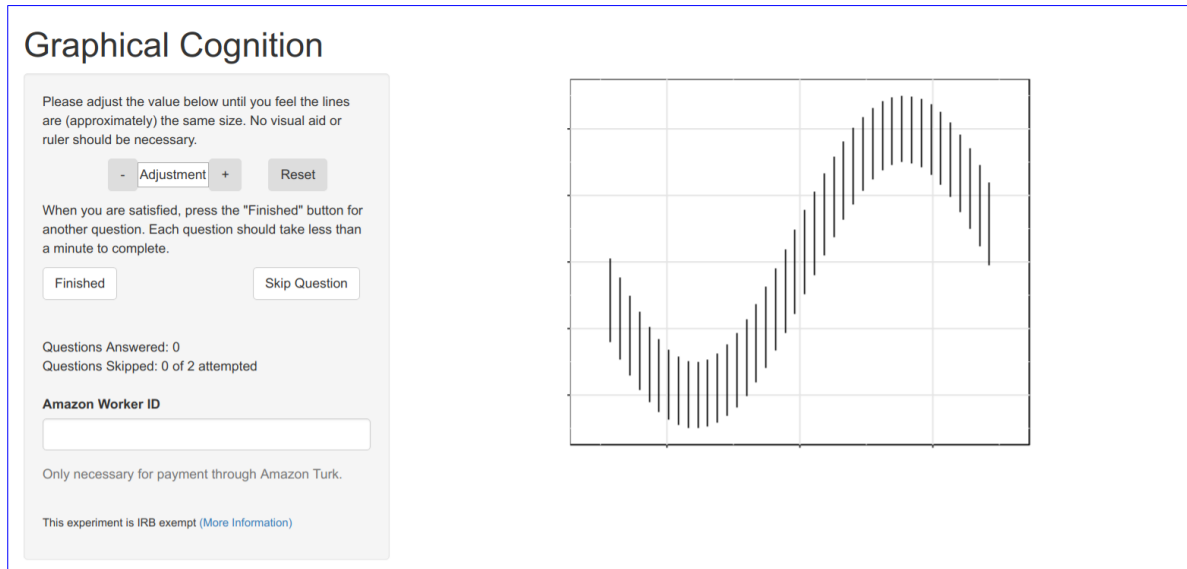 Graphical Cognition
Please adjust the value below until you feel the lines
are (approximately) the same size. No visual aid or
ruler should be necessary.
- Adjustment + Reset
When you are satisfied, press the "Finished" button for
another question. Each question should take less than
a minute to complete.
Finished Skip Question
Questions Answered: 0
Questions Skipped: 0 of 2 attempted
Amazon Worker ID
Only necessary for payment through Amazon Turk.
This experiment is IRB exempt (More Information)